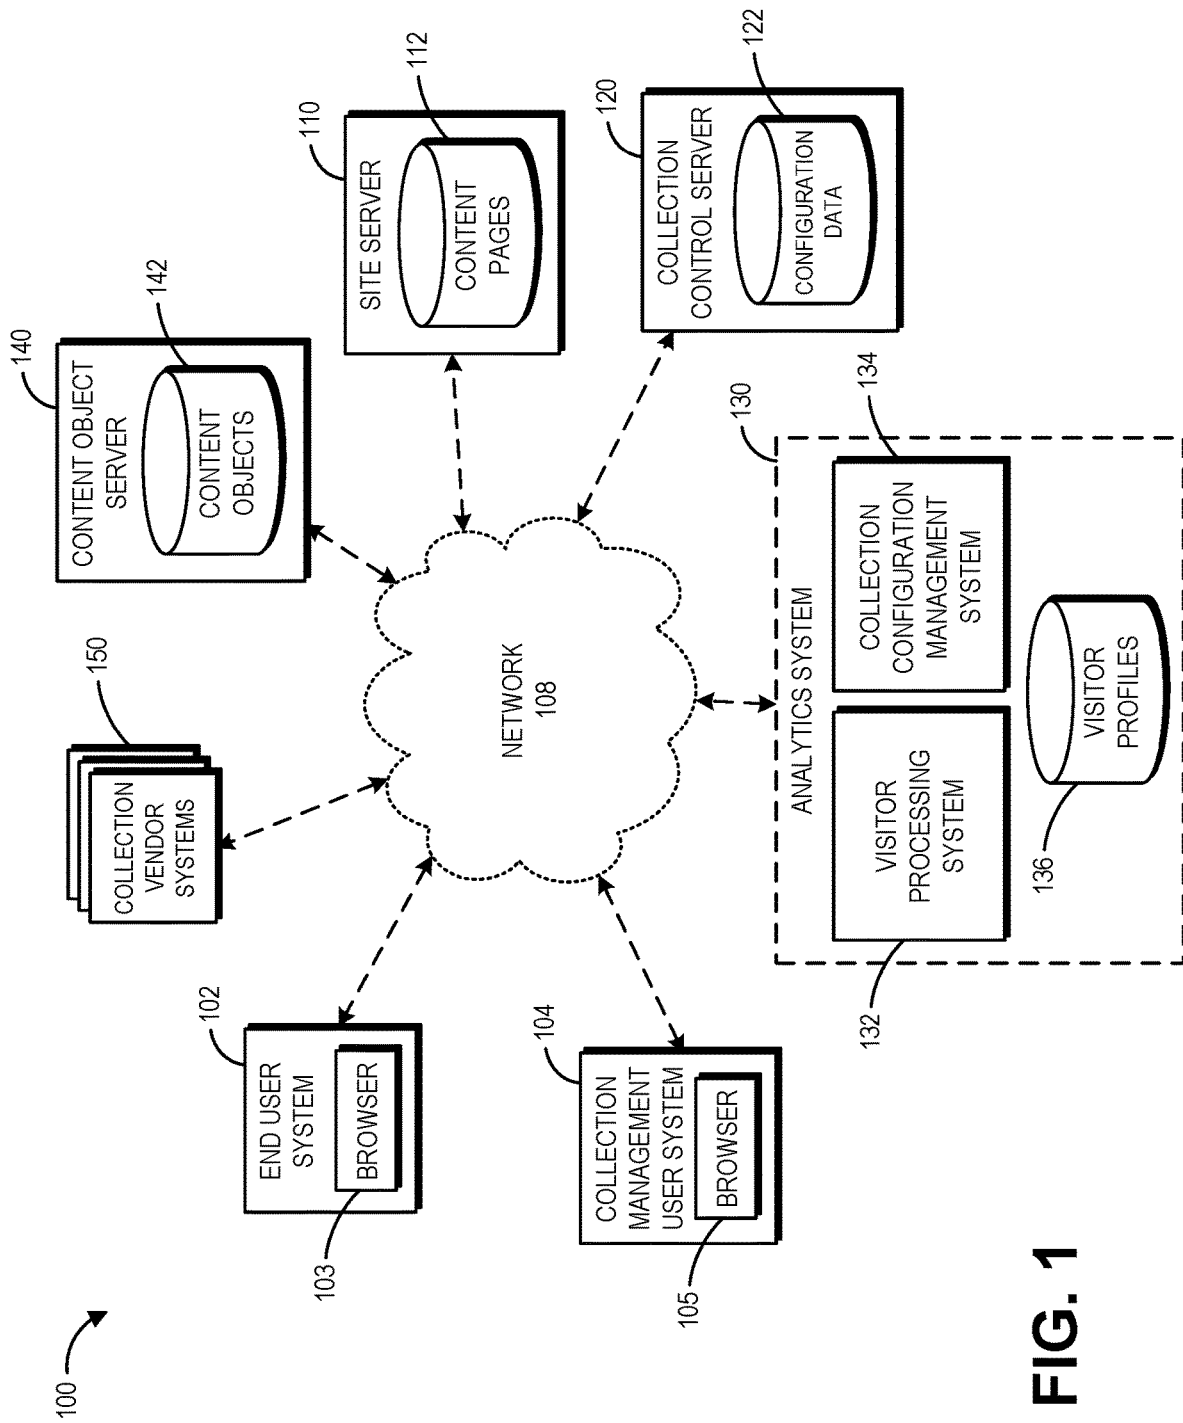 100
102
END USER
SYSTEM
BROWSER
103
150
COLLECTION
VENDOR
SYSTEMS
140
CONTENT OBJECT
SERVER
142
CONTENT
OBJECTS
110
SITE SERVER
112
CONTENT
PAGES
104
COLLECTION
MANAGEMENT
USER SYSTEM
BROWSER
105
NETWORK
108
120
COLLECTION
CONTROL SERVER
122
CONFIGURATION
DATA
130
ANALYTICS SYSTEM
132
VISITOR
PROCESSING
SYSTEM
134
COLLECTION
CONFIGURATION
MANAGEMENT
SYSTEM
136
VISITOR
PROFILES
FIG. 1